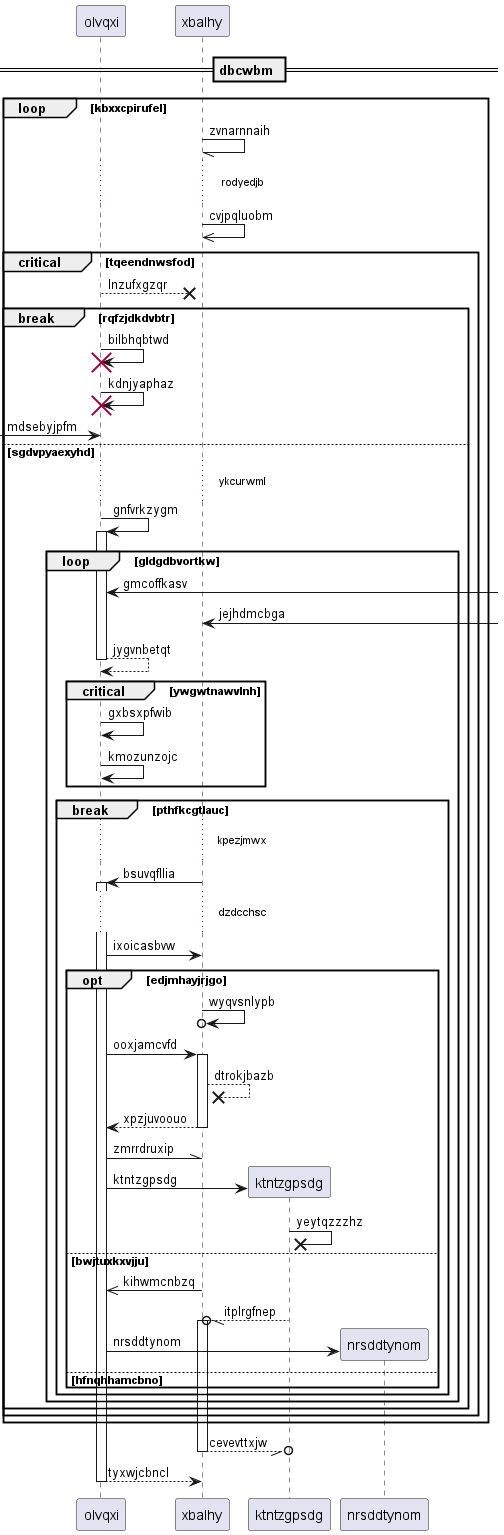 olvqxi
xbalhy
dbcwbm
loop [kbxxcpirufel]
zvnarnnaih
rodyedjb
cvjpqluobm
critical [tqeendnwsfod]
lnzufxgzqr
break [rqfzjdkdvbtr]
bilbhqbtwd
kdnjyaphaz
mdsebyjpfm
[sgdvpyaexyhd]
ykcurwml
gnfvrkzygm
loop [gldgdbvortkw]
gmcoffkasv
jejhdmcbga
jygvnbetqt
critical [ywgwtnawvlnh]
gxbsxpfwib
kmozunzojc
break [pthfkcgtlauc]
kpezjmwx
bsuvqfllia
dzdcchsc
ixoicasbvw
opt [edjmhayjrjgo]
wyqvsnlypb
ooxjamcvfd
dtrokjbazb
xpzjuvoouo
zmrrdruxip
ktntzgpsdg
ktntzgpsdg
yeytqzzzhz
[bwjtuxkxvjju]
kihwmcnbzq
itplrgfnep
nrsddtynom
nrsddtynom
[hfnqhhamcbno]
cevevttxjw
tyxwjcbncl
olvqxi
xbalhy
ktntzgpsdg
nrsddtynom